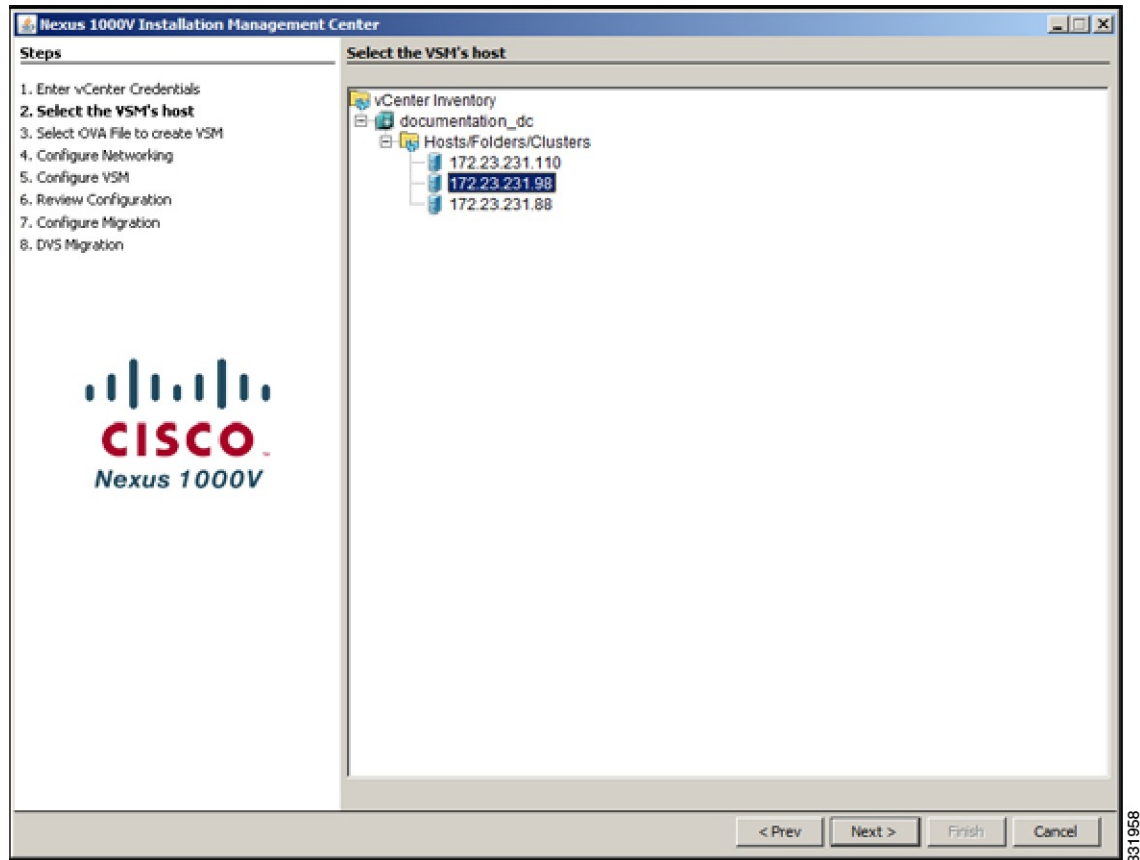 Nexus 1000V Installation Management Center
Steps
1. Enter vCenter Credentials
2. Select the VSM's host
3. Select OVA File to create VSM
4. Configure Networking
5. Configure VSM
6. Review Configuration
7. Configure Migration
8. DVS Migration
CISCO
Nexus 1000V
Select the VSM's host
vCenter Inventory
documentation_dc
Hosts/Folders/Clusters
172.23.231.110
172.23.231.98
172.23.231.88
< Prev Next > Finish Cancel
331958